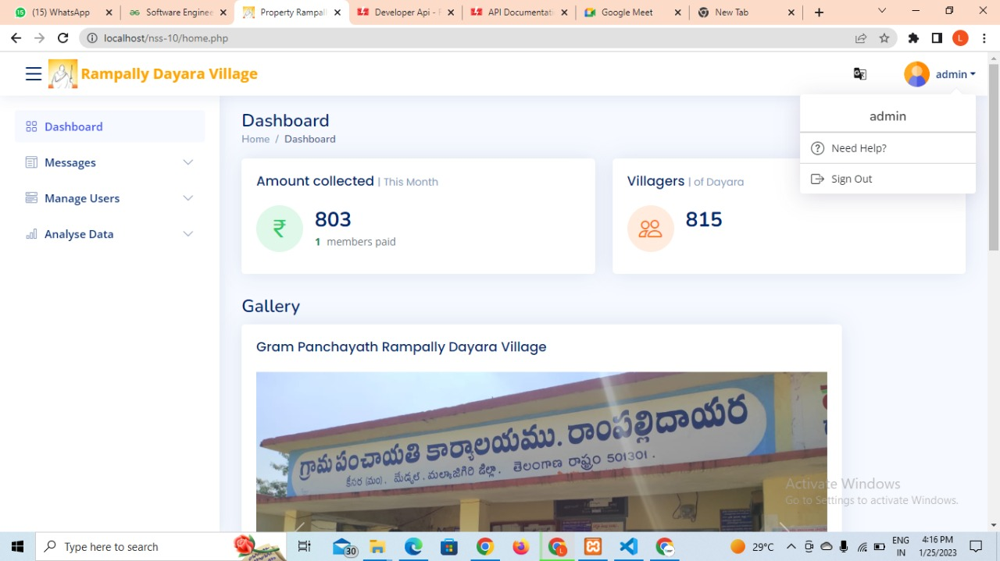 (15) WhatsApp
Software Engine
Property Rampall
Developer Api - F
API Documentati
Google Meet
New Tab
localhost/nss-10/home.php
L
Rampally Dayara Village
admin
admin
Need Help?
Sign Out
Dashboard
Messages
Manage Users
Analyse Data
Dashboard
Home / Dashboard
Amount collected | This Month
₹ 803
1 members paid
Villagers | of Dayara
815
Gallery
Gram Panchayath Rampally Dayara Village
గ్రామ పంచాయతి కార్యాలయము. రాంపల్లిదాయర
కీసర (మం), మేడ్చల్. మల్కాజిగిరి జిల్లా. తెలంగాణ రాష్ట్రం 501301.
Activate Windows
Go to Settings to activate Windows.
Type here to search
30
L
29°C
ENG
IN
4:16 PM
1/25/2023